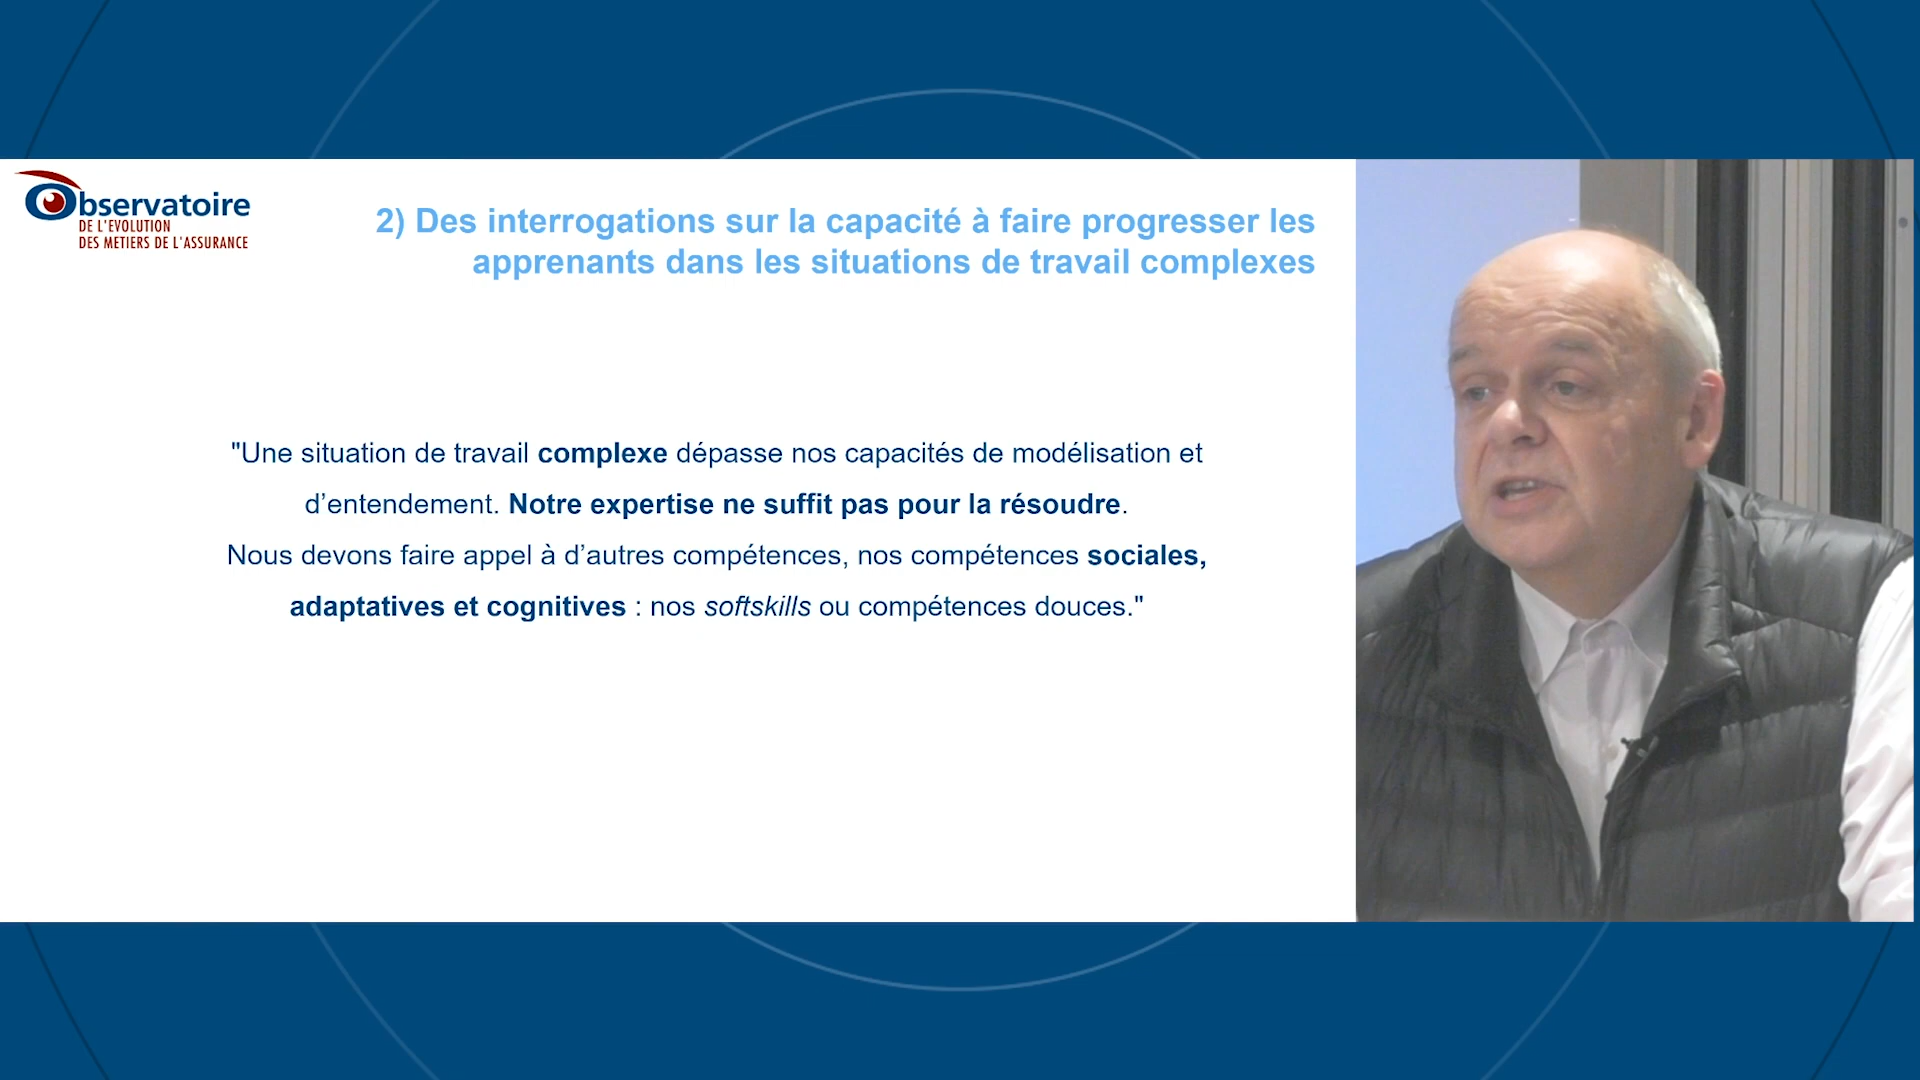 Observatoire
DE L'EVOLUTION
DES METIERS DE L'ASSURANCE
2) Des interrogations sur la capacité à faire progresser les
apprenants dans les situations de travail complexes
"Une situation de travail complexe dépasse nos capacités de modélisation et
d’entendement. Notre expertise ne suffit pas pour la résoudre.
Nous devons faire appel à d’autres compétences, nos compétences sociales,
adaptatives et cognitives : nos softskills ou compétences douces."